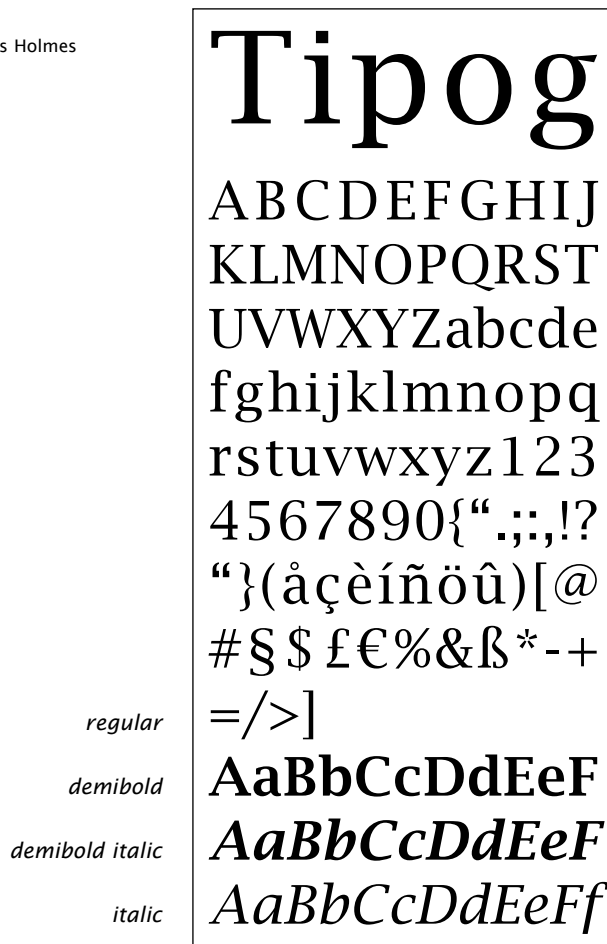 s Holmes
Tipog
ABCDEFGHIJ
KLMNOPQRST
UVWXYZabcde
fghijklmnopq
rstuvwxyz123
4567890{“.;:,!?
“}(åçèíñöû)[@
#§$£€%&ß*-+
regular =/>]
demibold AaBbCcDdEeF
demibold italic AaBbCcDdEeF
italic AaBbCcDdEeFf